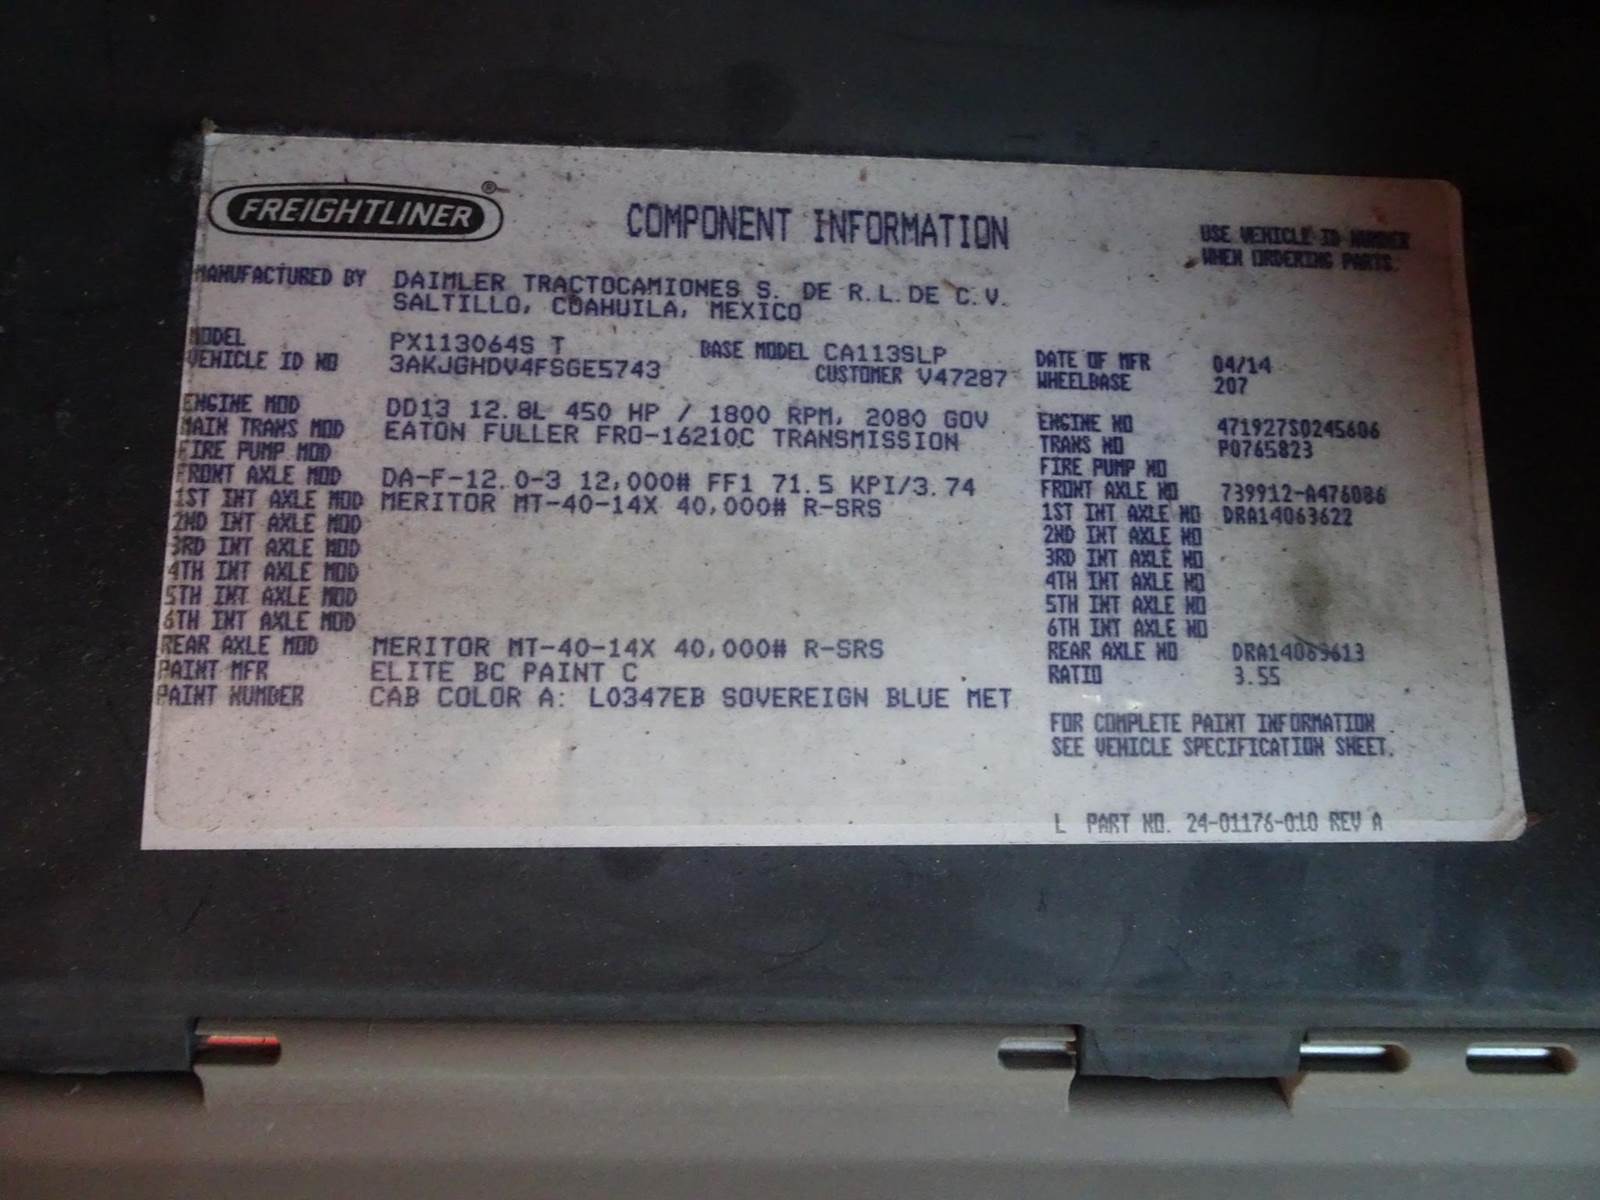 FREIGHTLINER ®
COMPONENT INFORMATION
USE VEHICLE ID NUMBER
WHEN ORDERING PARTS.
MANUFACTURED BY DAIMLER TRACTOCAMIONES S. DE R.L.DE C.V.
SALTILLO, COAHUILA, MEXICO
MODEL PX113064S T BASE MODEL CA113SLP DATE OF MFR 04/14
VEHICLE ID NO 3AKJGHDV4FSGE5743 CUSTOMER V47287 WHEELBASE 207
ENGINE MOD DD13 12.8L 450 HP / 1800 RPM, 2080 GOV ENGINE NO 471927S0245606
MAIN TRANS MOD EATON FULLER FRO-16210C TRANSMISSION TRANS NO P0765823
FIRE PUMP MOD FIRE PUMP NO
FRONT AXLE MOD DA-F-12.0-3 12,000# FF1 71.5 KPI/3.74 FRONT AXLE NO 739912-A476086
1ST INT AXLE MOD MERITOR MT-40-14X 40,000# R-SRS 1ST INT AXLE NO DRA14063622
2ND INT AXLE MOD 2ND INT AXLE NO
3RD INT AXLE MOD 3RD INT AXLE NO
4TH INT AXLE MOD 4TH INT AXLE NO
5TH INT AXLE MOD 5TH INT AXLE NO
6TH INT AXLE MOD 6TH INT AXLE NO
REAR AXLE MOD MERITOR MT-40-14X 40,000# R-SRS REAR AXLE NO DRA14063613
PAINT MFR ELITE BC PAINT C RATIO 3.55
PAINT NUMBER CAB COLOR A: L0347EB SOVEREIGN BLUE MET
FOR COMPLETE PAINT INFORMATION
SEE VEHICLE SPECIFICATION SHEET.
L PART NO. 24-01176-010 REV A